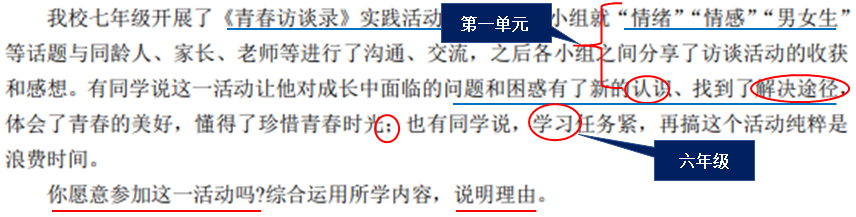 我校七年级开展了《青春访谈录》实践活动 第一单元 小组就“情绪”“情感”“男女生”
等话题与同龄人、家长、老师等进行了沟通、交流，之后各小组之间分享了访谈活动的收获
和感想。有同学说这一活动让他对成长中面临的问题和困惑有了新的认识、找到了解决途径，
体会了青春的美好，懂得了珍惜青春时光；也有同学说，学习任务紧，再搞这个活动纯粹是
浪费时间。
六年级
你愿意参加这一活动吗?综合运用所学内容，说明理由。